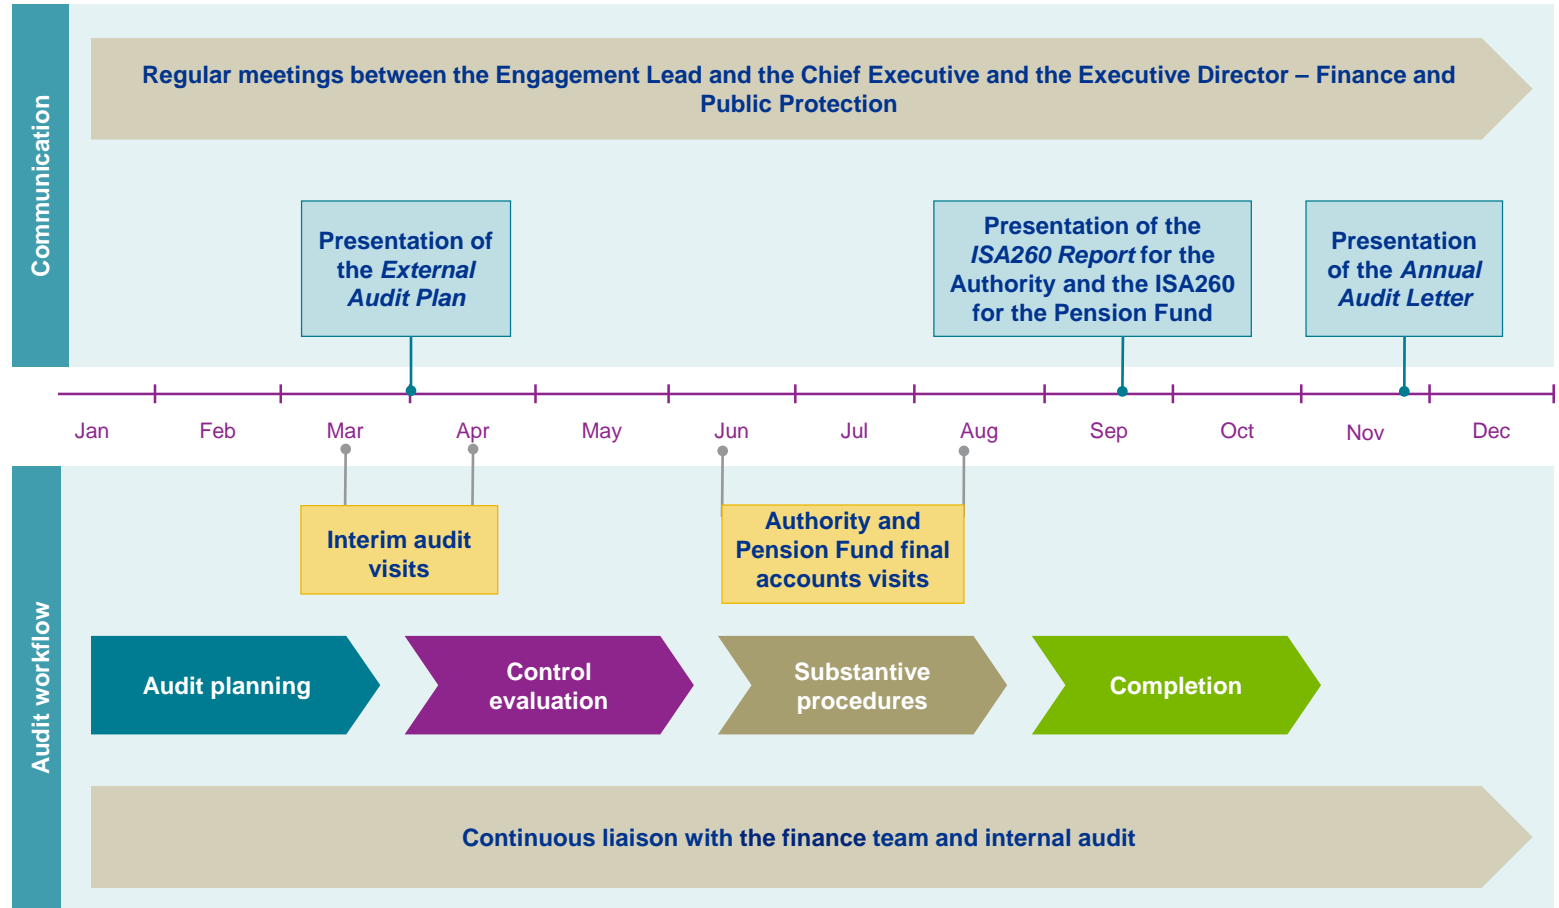 Communication
Regular meetings between the Engagement Lead and the Chief Executive and the Executive Director – Finance and
Public Protection
Presentation of
the External
Audit Plan
Presentation of the
ISA260 Report for the
Authority and the ISA260
for the Pension Fund
Presentation
of the Annual
Audit Letter
Jan Feb Mar Apr May Jun Jul Aug Sep Oct Nov Dec
Audit workflow
Interim audit
visits
Authority and
Pension Fund final
accounts visits
Audit planning
Control
evaluation
Substantive
procedures
Completion
Continuous liaison with the finance team and internal audit